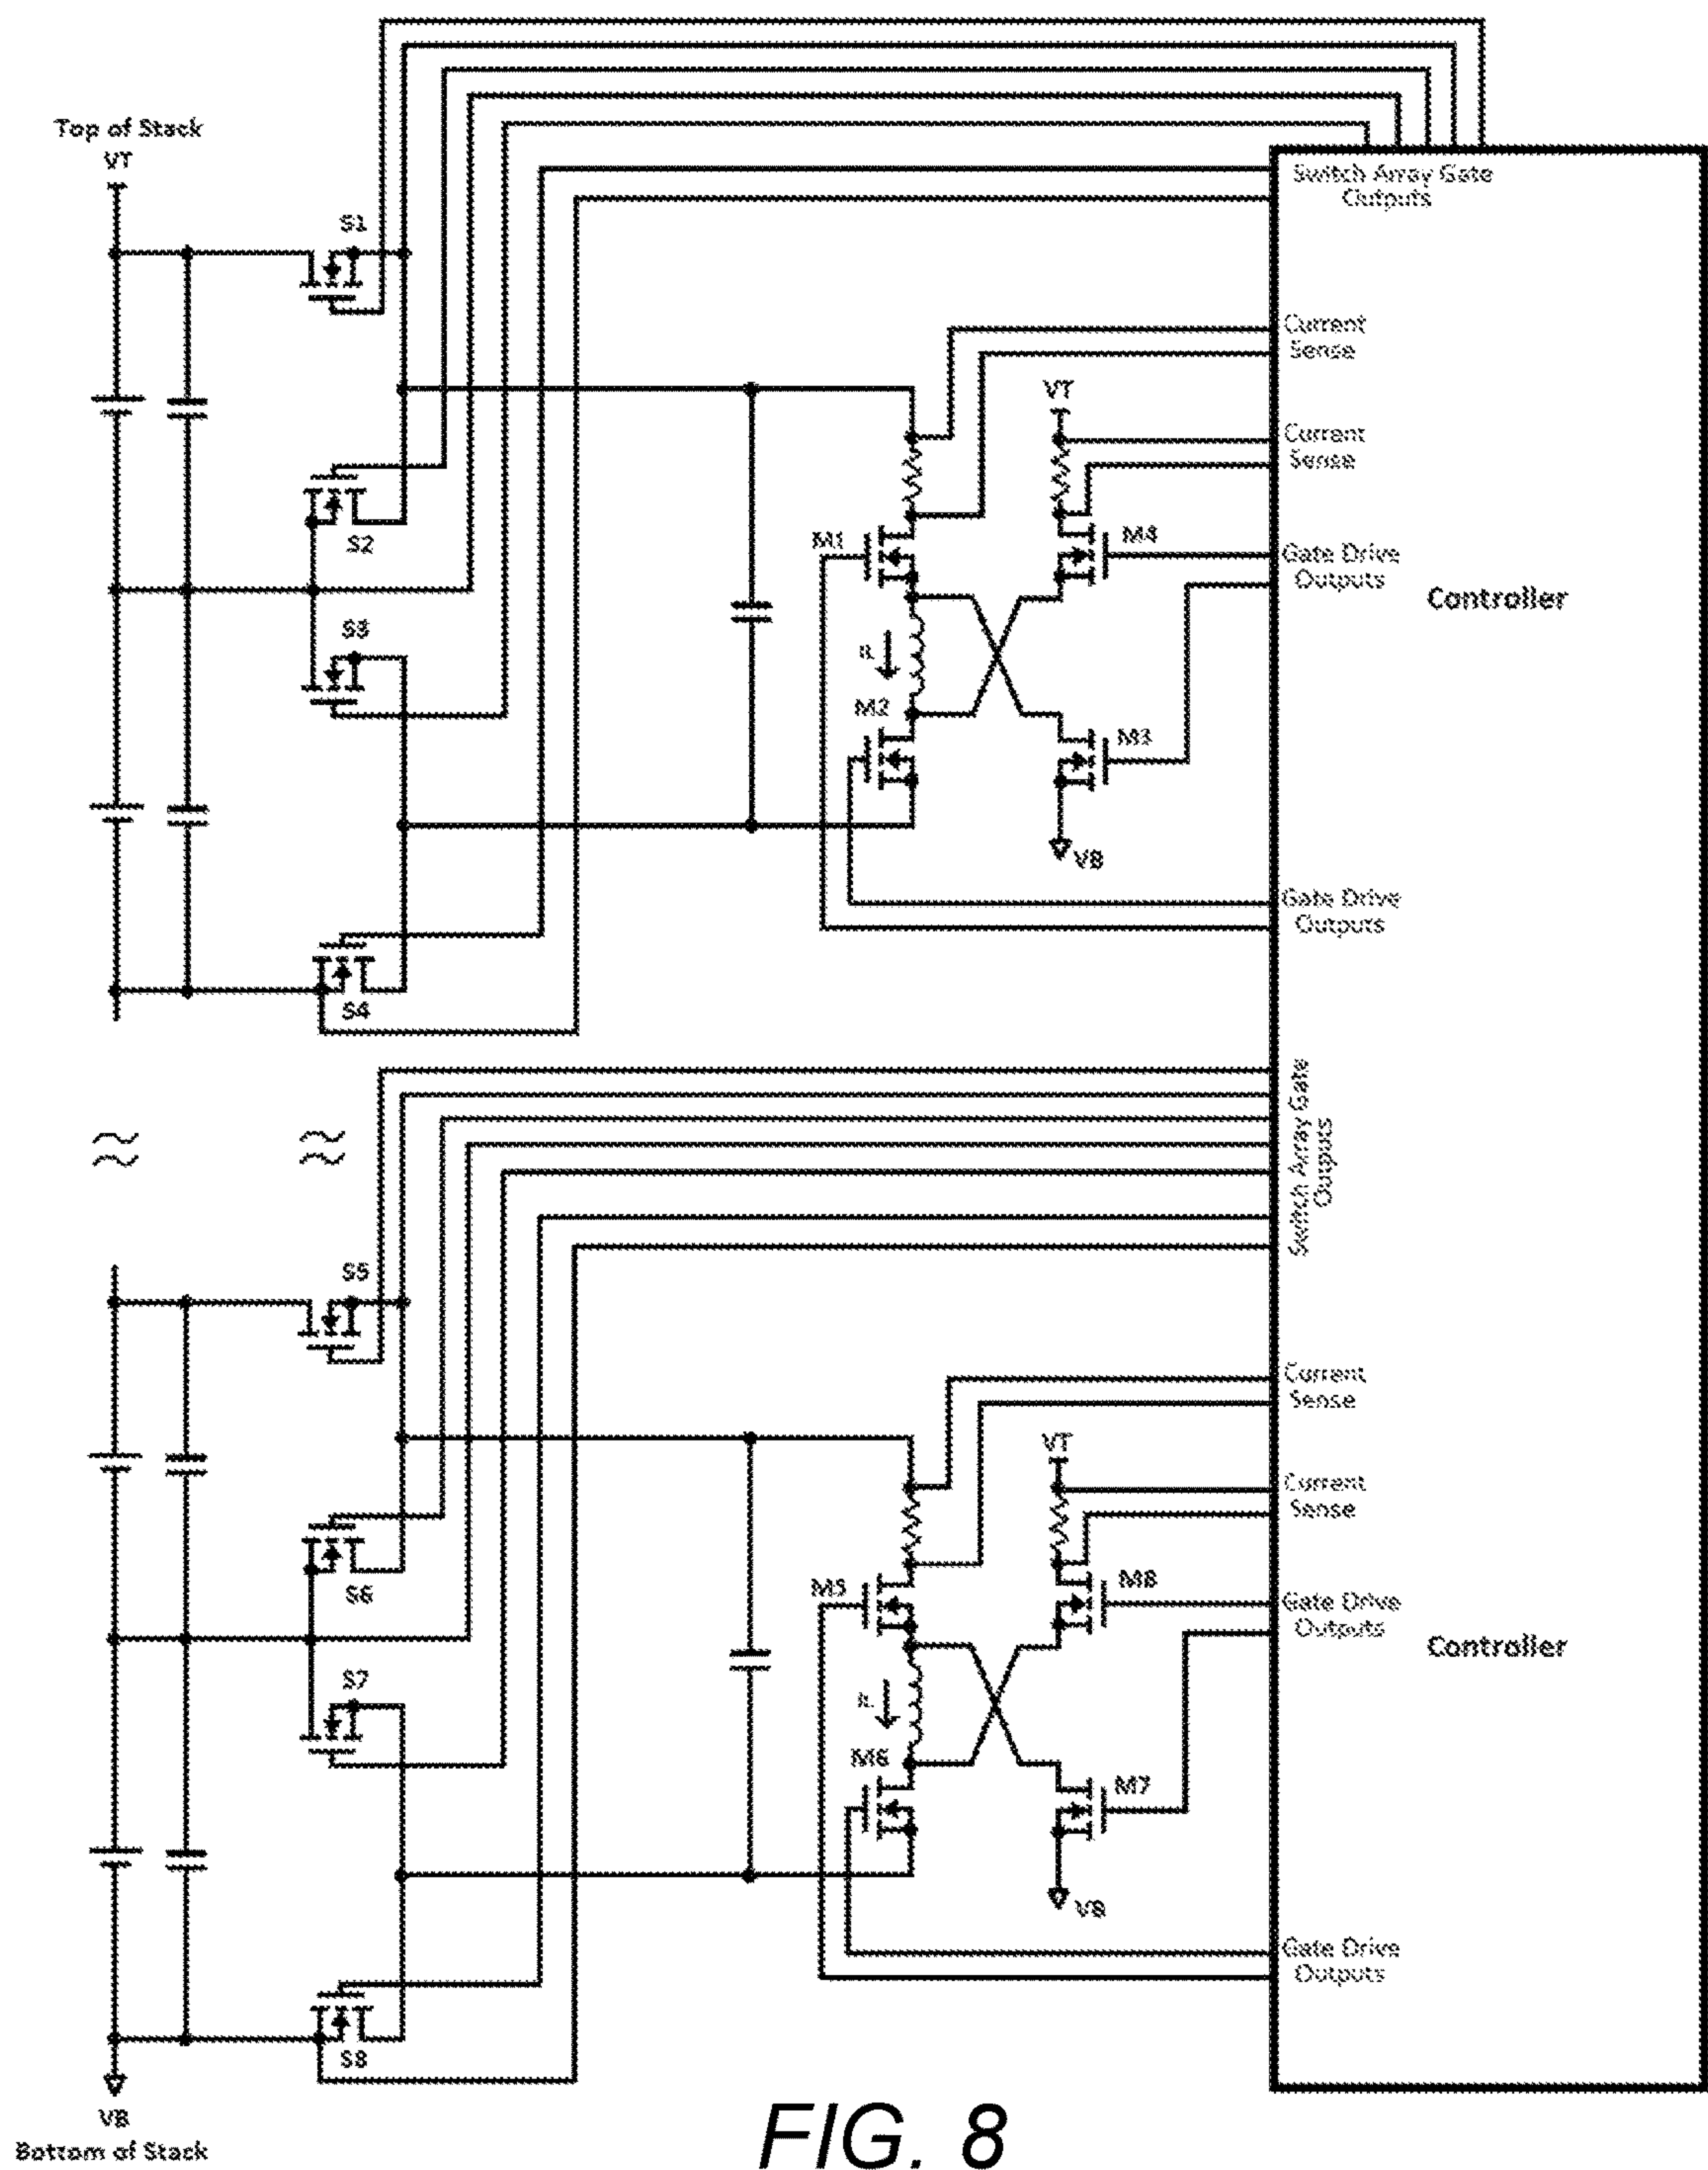 Top of Stack
VT
Switch Array Gate
Outputs
S1
Current
Sense
VT
Current
Sense
S2
M1
M4
Gate Drive
Outputs
Controller
S3
IL
M2
M3
VB
Gate Drive
Outputs
S4
Switch Array Gate
Outputs
S5
Current
Sense
VT
Current
Sense
S6
M5
M8
Gate Drive
Outputs
Controller
S7
IL
M6
M7
VB
Gate Drive
Outputs
S8
VB
Bottom of Stack
FIG. 8